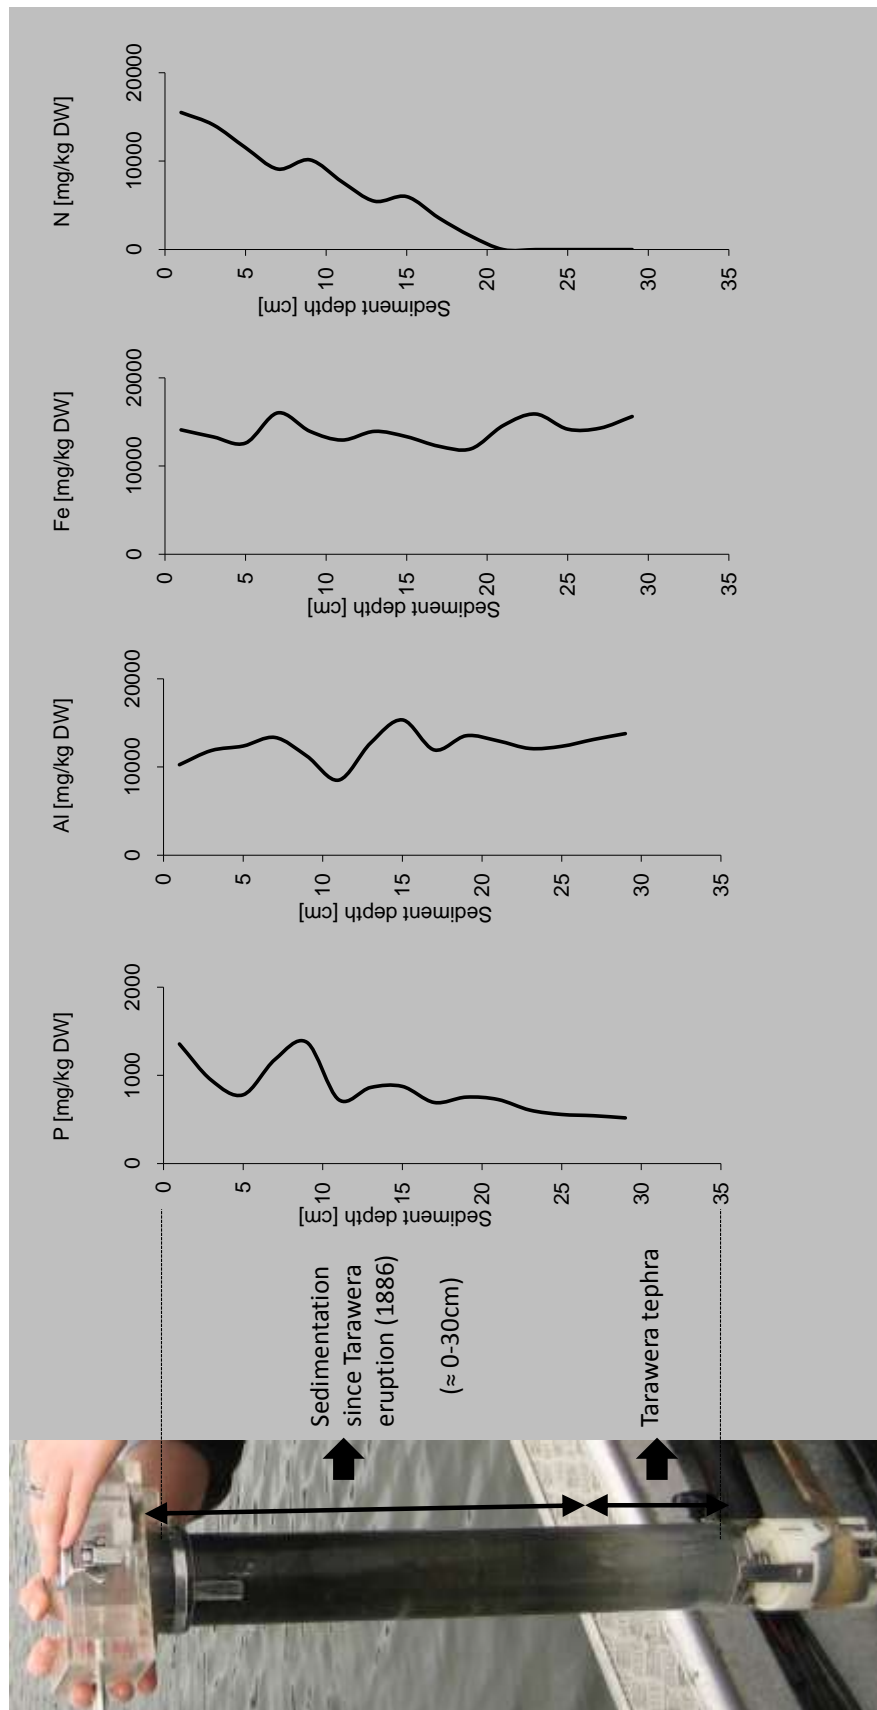 Sedimentation
since Tarawera
eruption (1886)
(≈ 0-30cm)
Tarawera tephra
P [mg/kg DW]
0 1000 2000
0
5
10
15
20
25
30
35
Sediment depth [cm]
Al [mg/kg DW]
0 10000 20000
0
5
10
15
20
25
30
35
Sediment depth [cm]
Fe [mg/kg DW]
0 10000 20000
0
5
10
15
20
25
30
35
Sediment depth [cm]
N [mg/kg DW]
0 10000 20000
0
5
10
15
20
25
30
35
Sediment depth [cm]